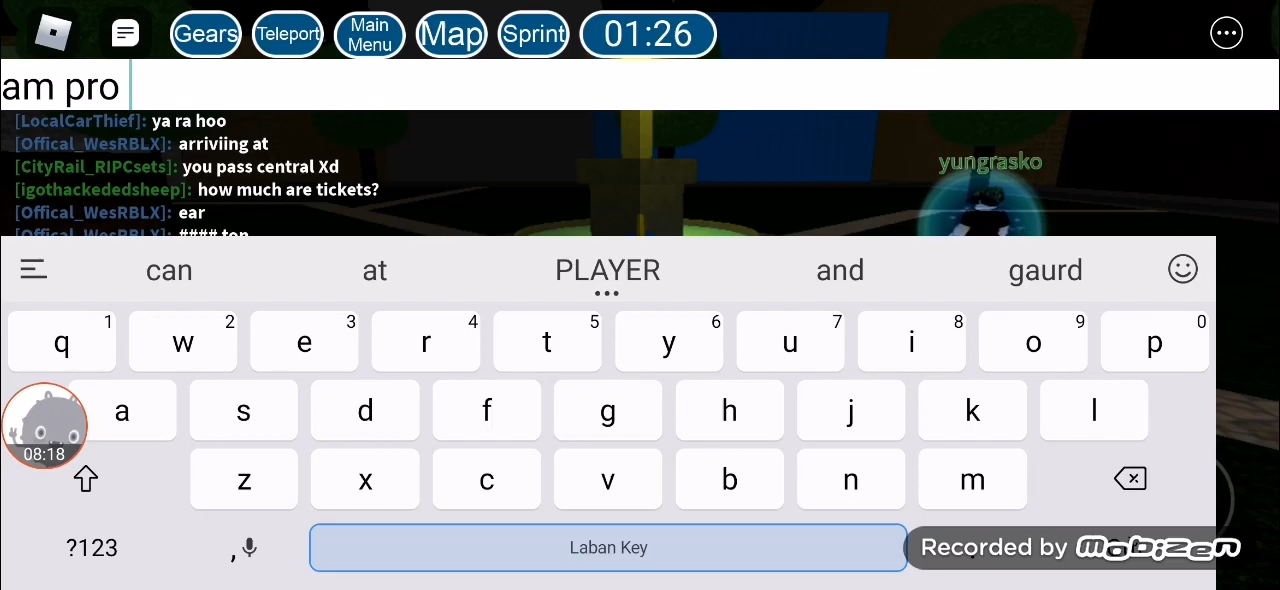 Gears Teleport Main Menu Map Sprint 01:26
am pro
[LocalCarThief]: ya ra hoo
[Offical_WesRBLX]: arriviing at
[CityRail_RIPCsets]: you pass central Xd
[igothackededsheep]: how much are tickets?
[Offical_WesRBLX]: ear
[Offical_WesRBLX]: #### ton
yungrasko
can at PLAYER and gaurd
1 2 3 4 5 6 7 8 9 0
q w e r t y u i o p
a s d f g h j k l
08:18
z x c v b n m
?123 , Laban Key
Recorded by mobizen